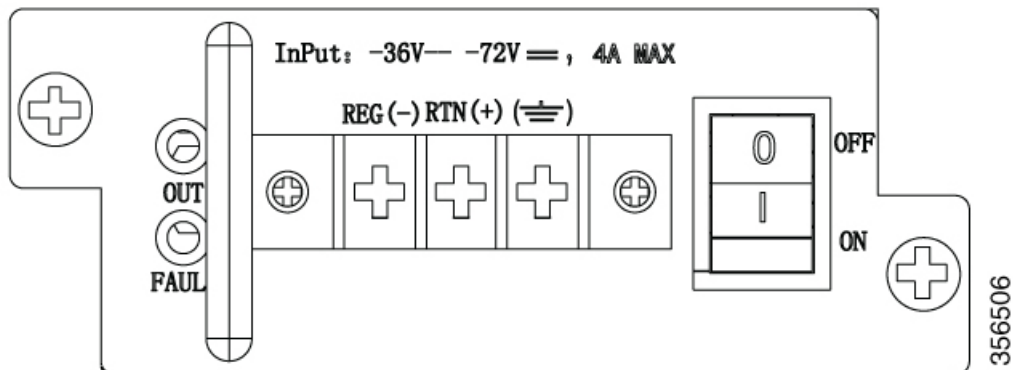 InPut: -36V-- -72V ⎓, 4A MAX
REG(-) RTN(+) (⏚)
OUT
FAUL
0 OFF
I ON
356506